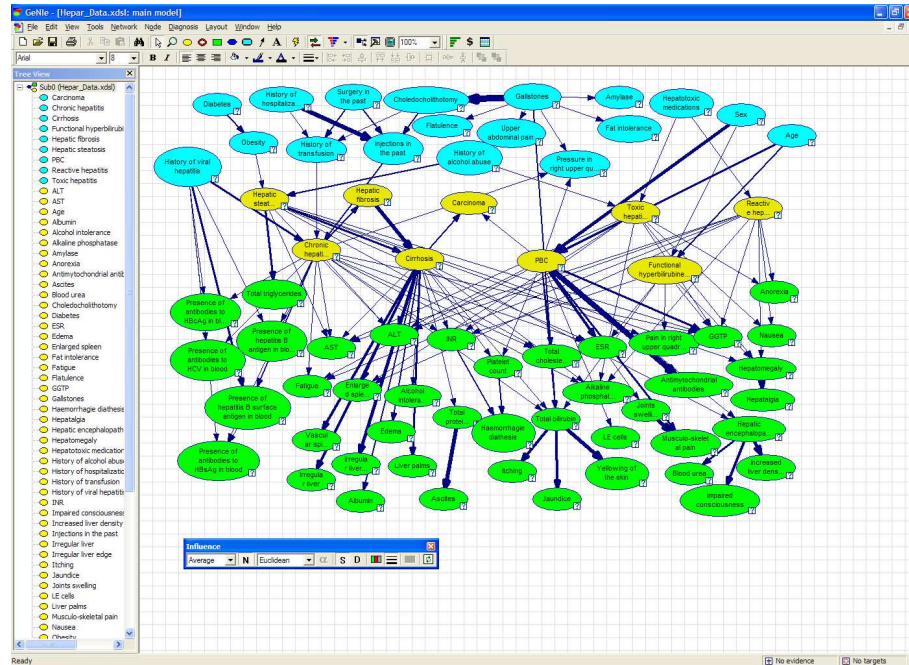 GeNIe - [Hepar_Data.xdsl: main model]
File Edit View Tools Network Node Diagnosis Layout Window Help
100%
Arial 8 B I A
Tree View
Sub0 (Hepar_Data.xdsl)
Carcinoma
Chronic hepatitis
Cirrhosis
Functional hyperbilirubi
Hepatic fibrosis
Hepatic steatosis
PBC
Reactive hepatitis
Toxic hepatitis
ALT
AST
Age
Albumin
Alcohol intolerance
Alkaline phosphatase
Amylase
Anorexia
Antimytochondrial antib
Ascites
Blood urea
Choledocholithotomy
Diabetes
ESR
Edema
Enlarged spleen
Fat intolerance
Fatigue
Flatulence
GGTP
Gallstones
Haemorrhagie diathesis
Hepatalgia
Hepatic encephalopath
Hepatomegaly
Hepatotoxic medication
History of alcohol abus
History of hospitalizatio
History of transfusion
History of viral hepatitis
INR
Impaired consciousness
Increased liver density
Injections in the past
Irregular liver
Irregular liver edge
Itching
Jaundice
Joints swelling
LE cells
Liver palms
Musculo-skeletal pain
Nausea
Obesity
Diabetes
History of
hospitaliza...
Surgery in
the past
Choledocholithotomy
Gallstones
Amylase
Hepatotoxic
medications
Sex
Age
Flatulence
Upper
abdominal pain
Fat intolerance
Obesity
History of
transfusion
Injections in
the past
History of viral
hepatitis
History of
alcohol abuse
Pressure in
right upper qu...
Hepatic
steat...
Hepatic
fibrosis
Carcinoma
Toxic
hepati...
Reactiv
e hep...
Chronic
hepati...
Cirrhosis
PBC
Functional
hyperbilirubine...
Presence of
antibodies to
HBcAg in bl...
Total triglycerides
Anorexia
Presence of
antibodies to
HCV in blood
Presence of
hepatitis B
antigen in blo...
AST
ALT
INR
Platelet
count
Total
choleste...
ESR
Pain in right
upper quadr...
GGTP
Nausea
Hepatomegaly
Presence of
hepatitis B surface
antigen in blood
Fatigue
Enlarge
d sple...
Alcohol
intolera...
Alkaline
phosphat...
Antimytochondrial
antibodies
Hepatalgia
Presence of
antibodies to
HBsAg in blood
Vascul
ar spi...
Edema
Total
protei...
Haemorrhagie
diathesis
Total bilirubin
LE cells
Joints
swelli...
Musculo-skelet
al pain
Hepatic
encephalopa...
Irregula
r liver
Irregula
r liver...
Liver palms
Itching
Yellowing of
the skin
Blood urea
Increased
liver dens...
Albumin
Ascites
Jaundice
Impaired
consciousness
Influence
Average N Euclidean α S D
Ready No evidence No targets